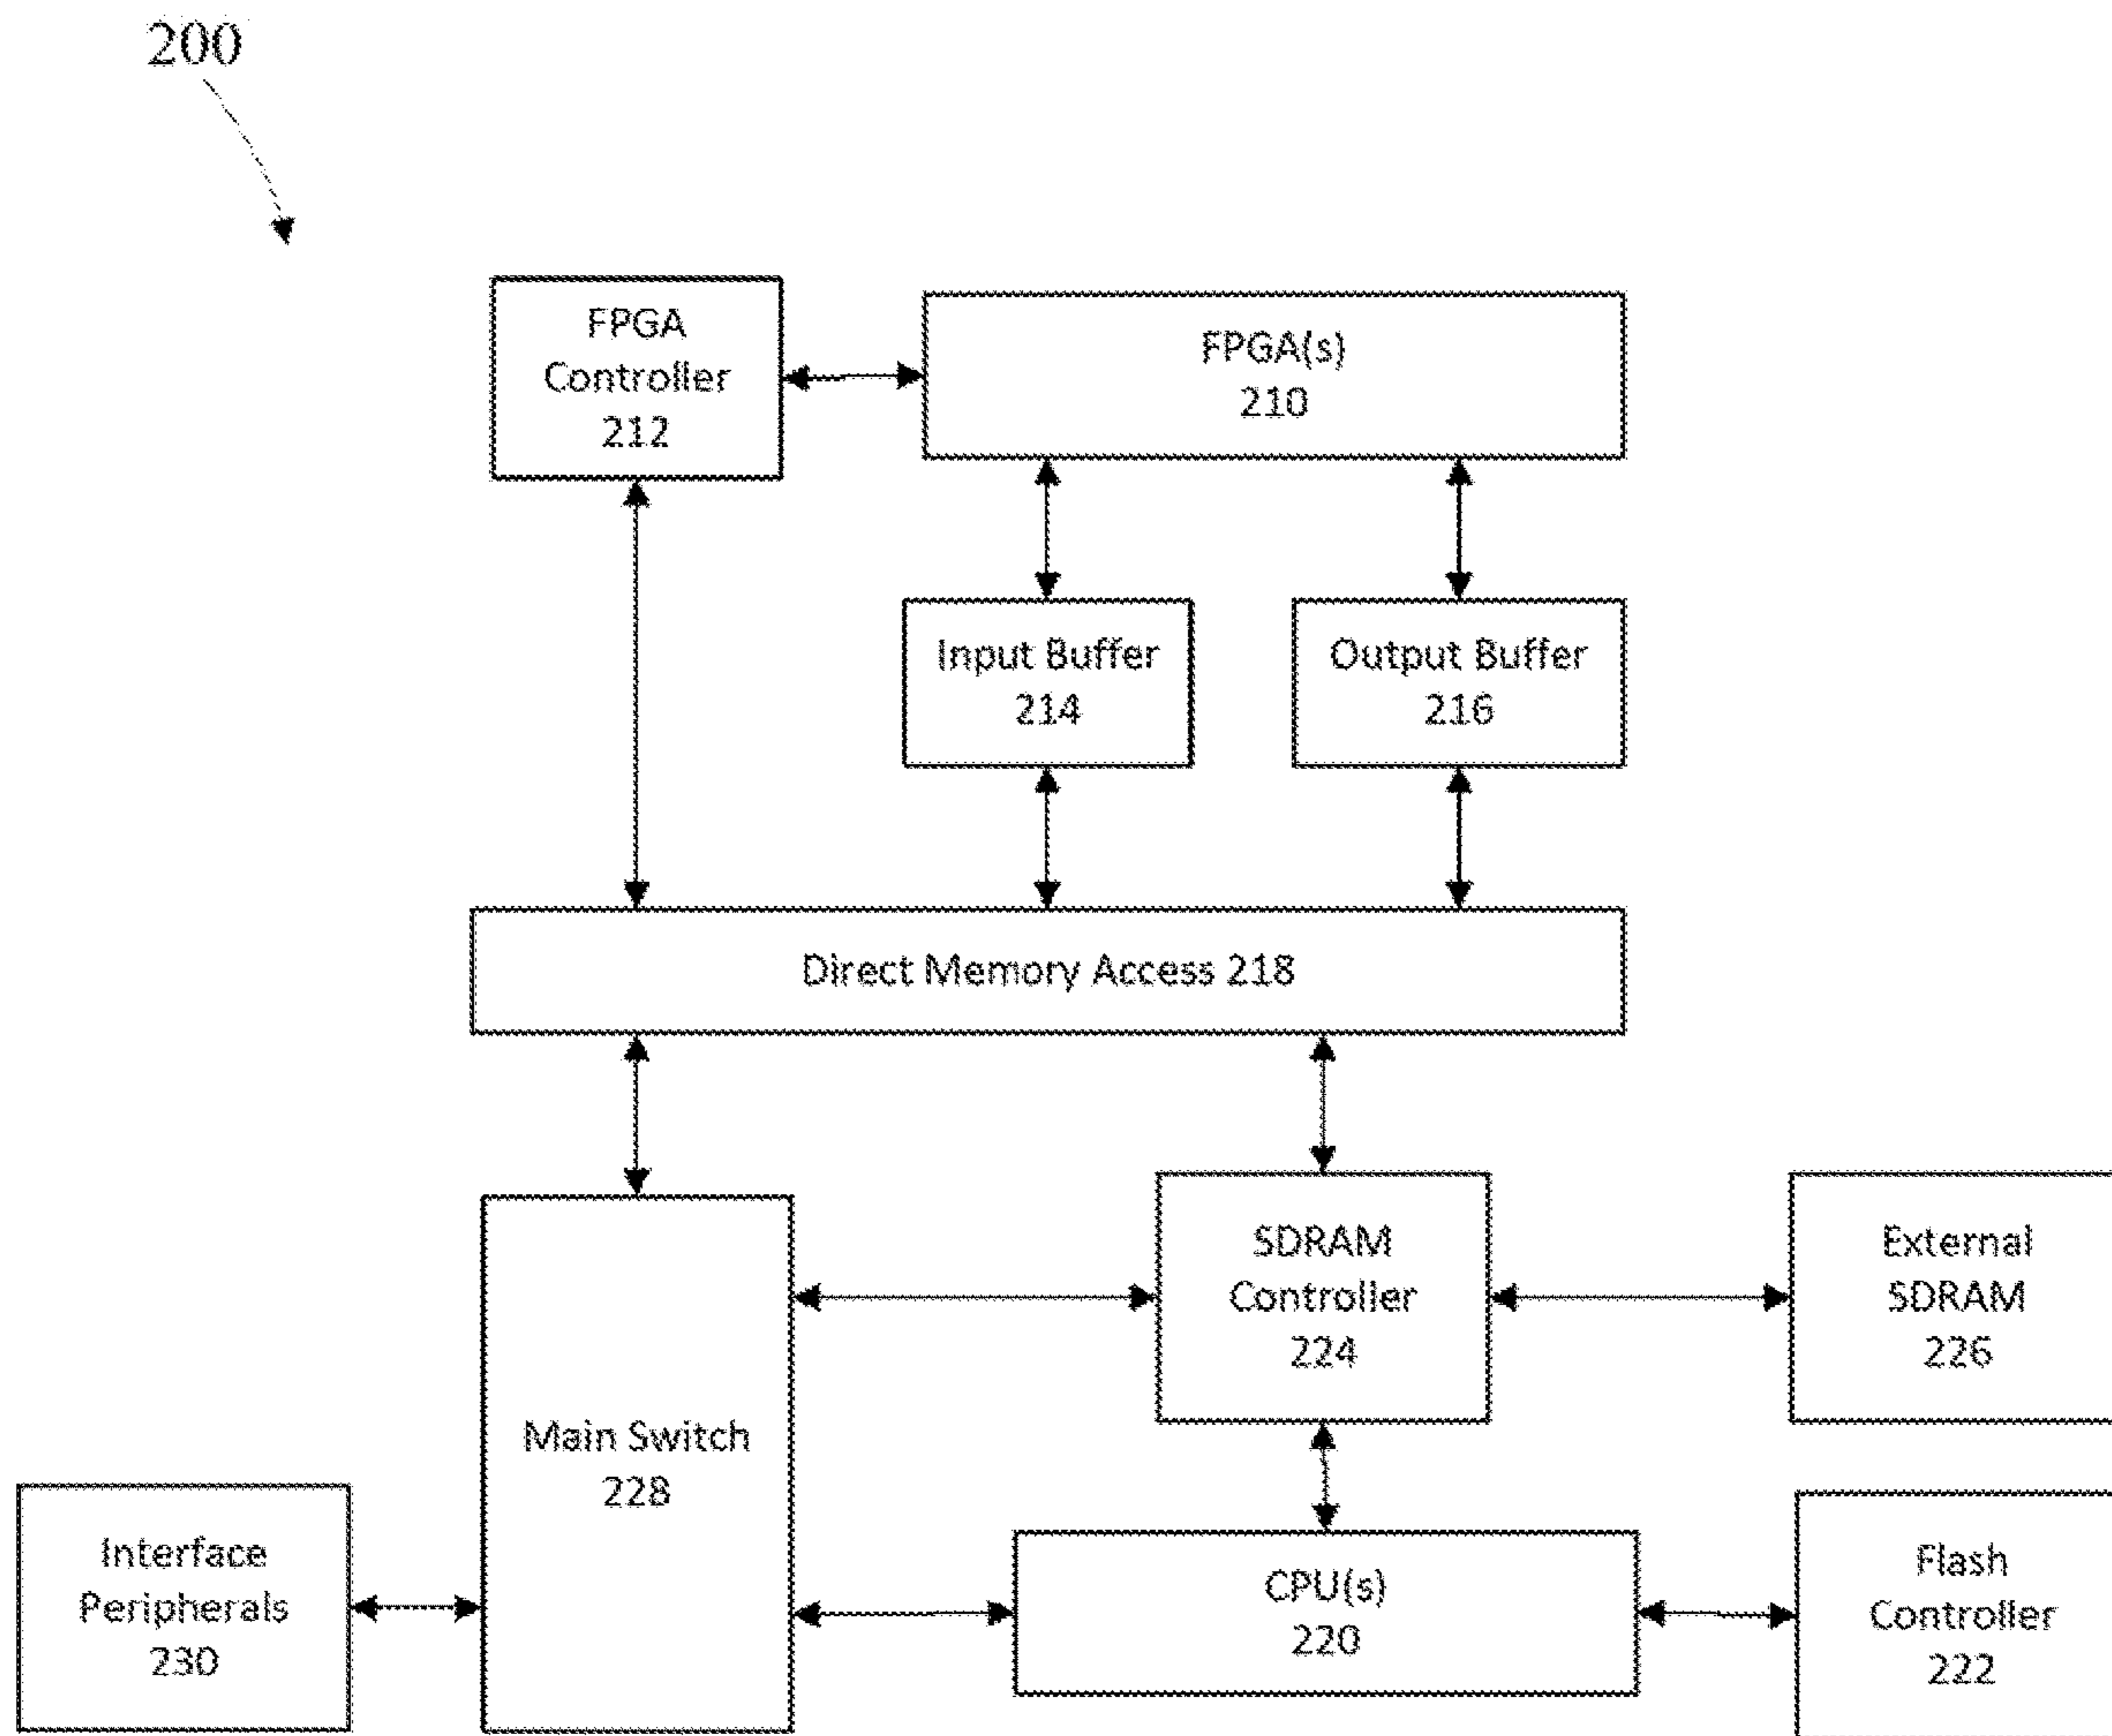 200
FPGA
Controller
212
FPGA(s)
210
Input Buffer
214
Output Buffer
216
Direct Memory Access 218
Main Switch
228
SDRAM
Controller
224
External
SDRAM
226
Interface
Peripherals
230
CPU(s)
220
Flash
Controller
222